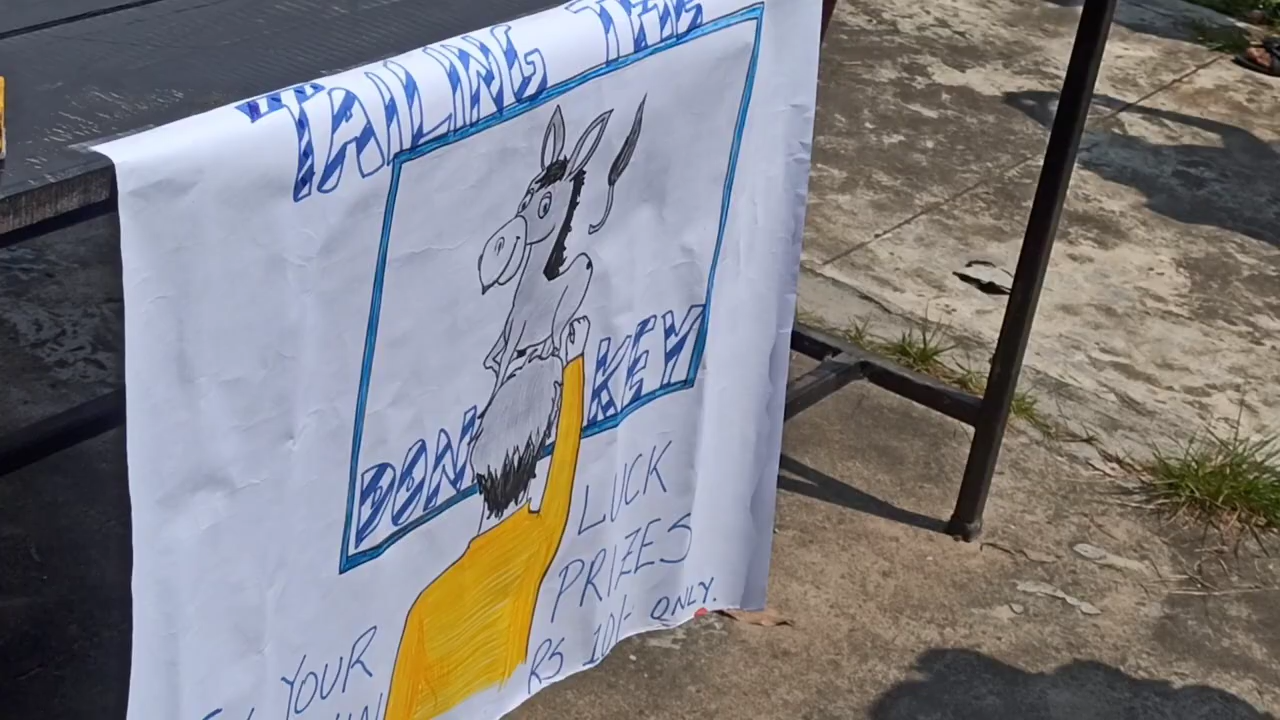 TAILING THE
DONKEY
YOUR LUCK
PRIZES
RS 10/- ONLY.